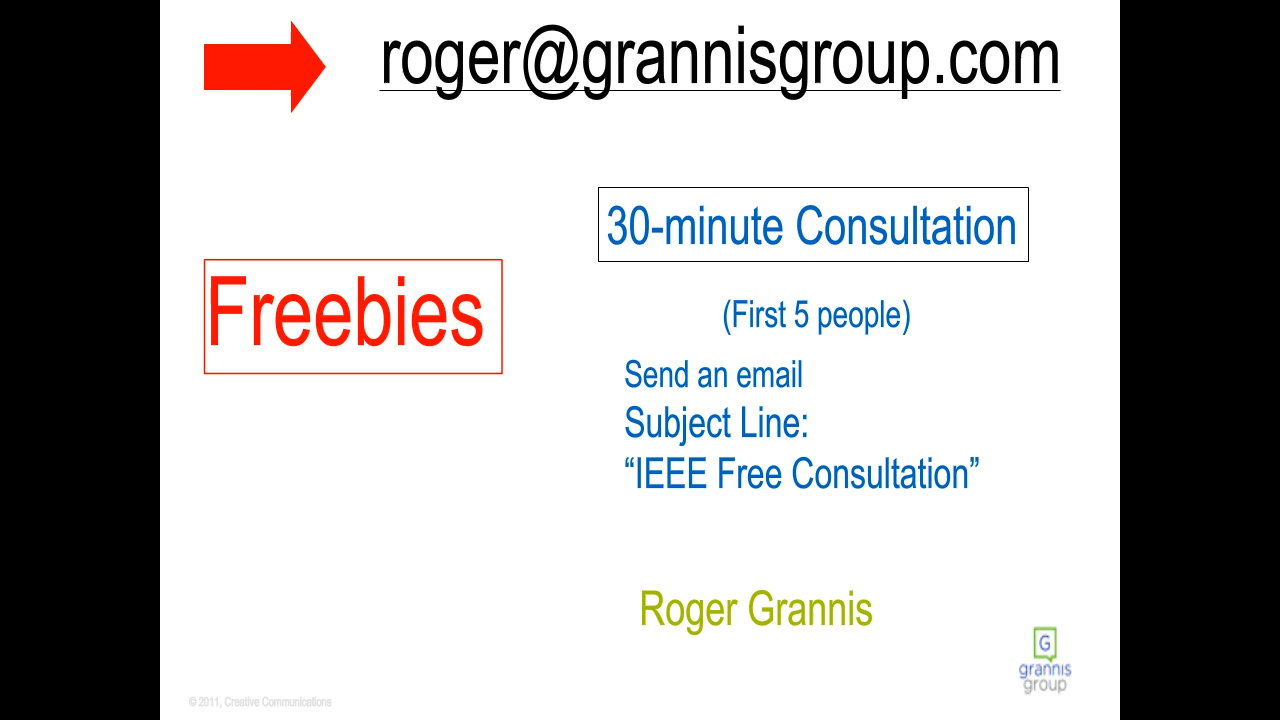 roger@grannisgroup.com
30-minute Consultation
Freebies
(First 5 people)
Send an email
Subject Line:
“IEEE Free Consultation”
Roger Grannis
G
grannis
group
© 2011, Creative Communications